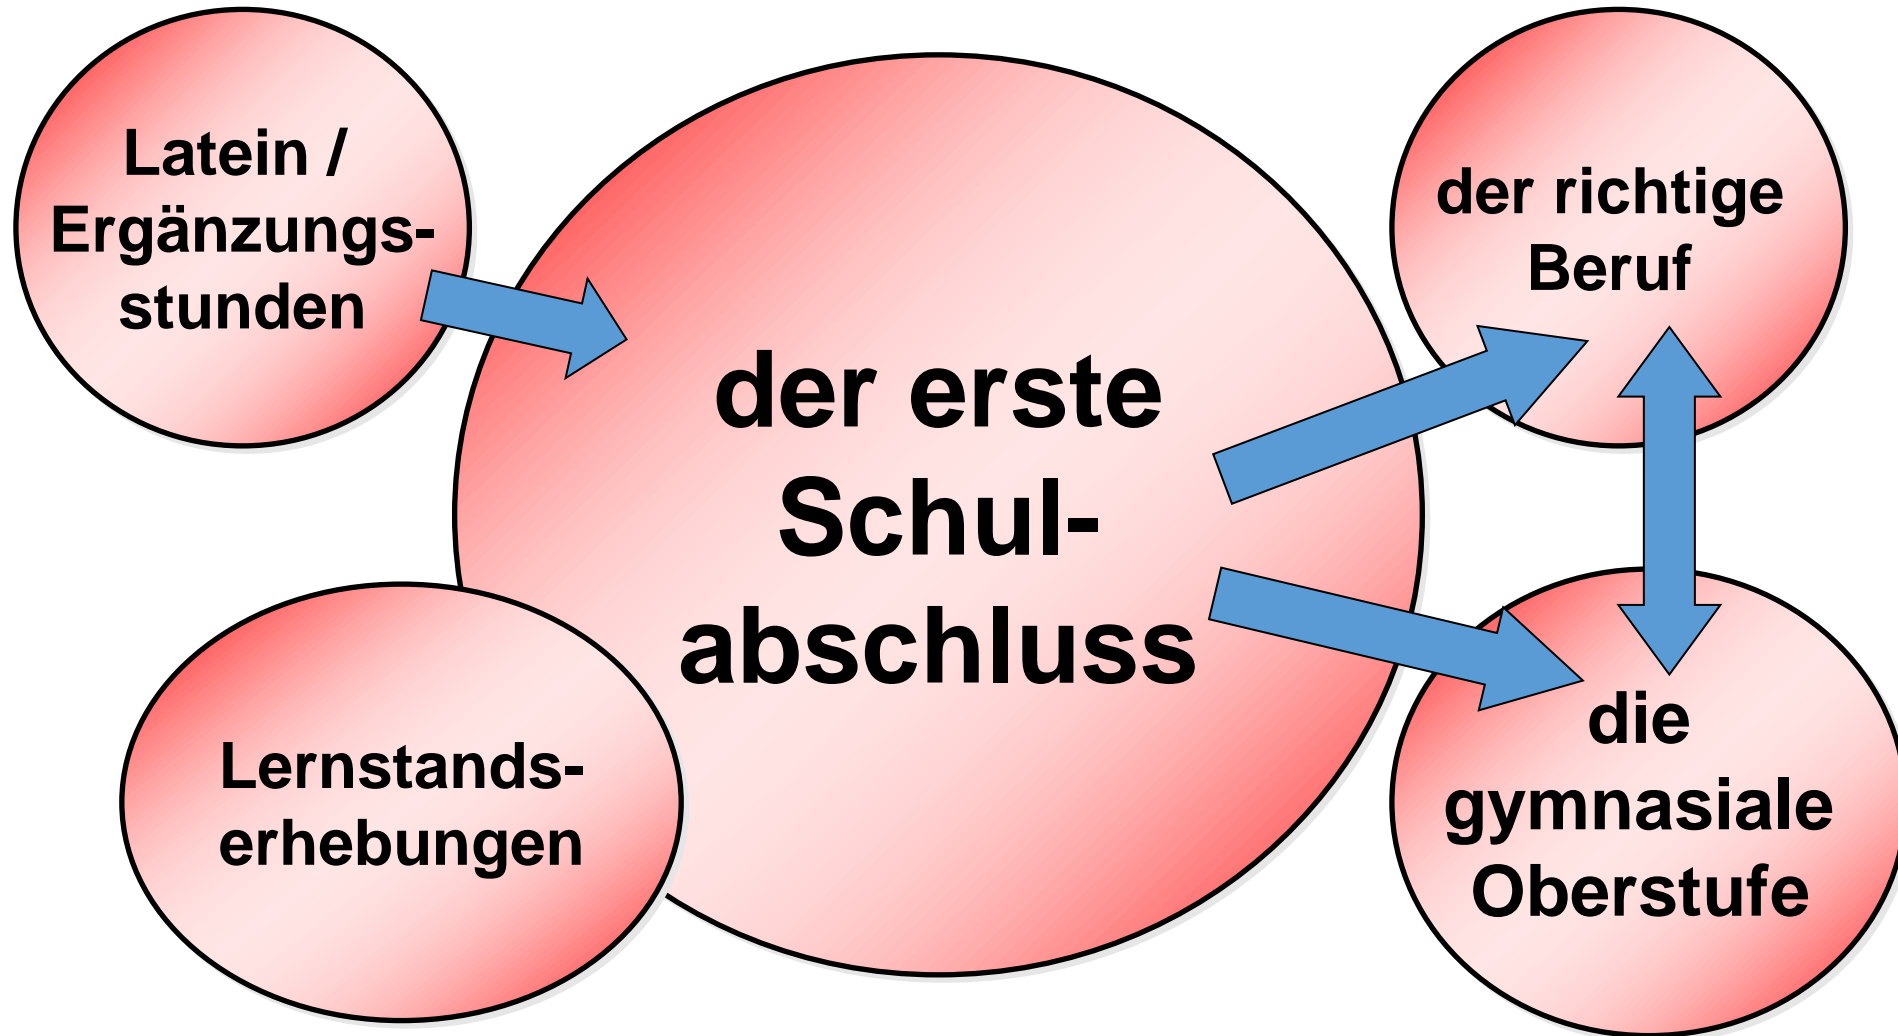 Latein /
Ergänzungs-
stunden
der erste
Schul-
abschluss
der richtige
Beruf
Lernstands-
erhebungen
die
gymnasiale
Oberstufe